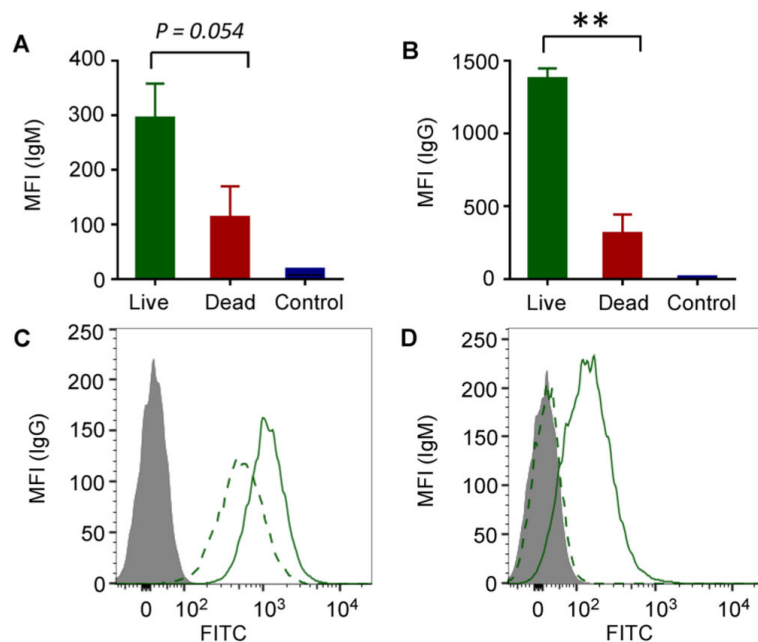 A
P = 0.054
MFI (IgM)
400
300
200
100
0
Live Dead Control
B
**
MFI (IgG)
1500
1000
500
0
Live Dead Control
C
MFI (IgG)
250
200
150
100
50
0
0 10² 10³ 10⁴
FITC
D
MFI (IgM)
250
200
150
100
50
0
0 10² 10³ 10⁴
FITC